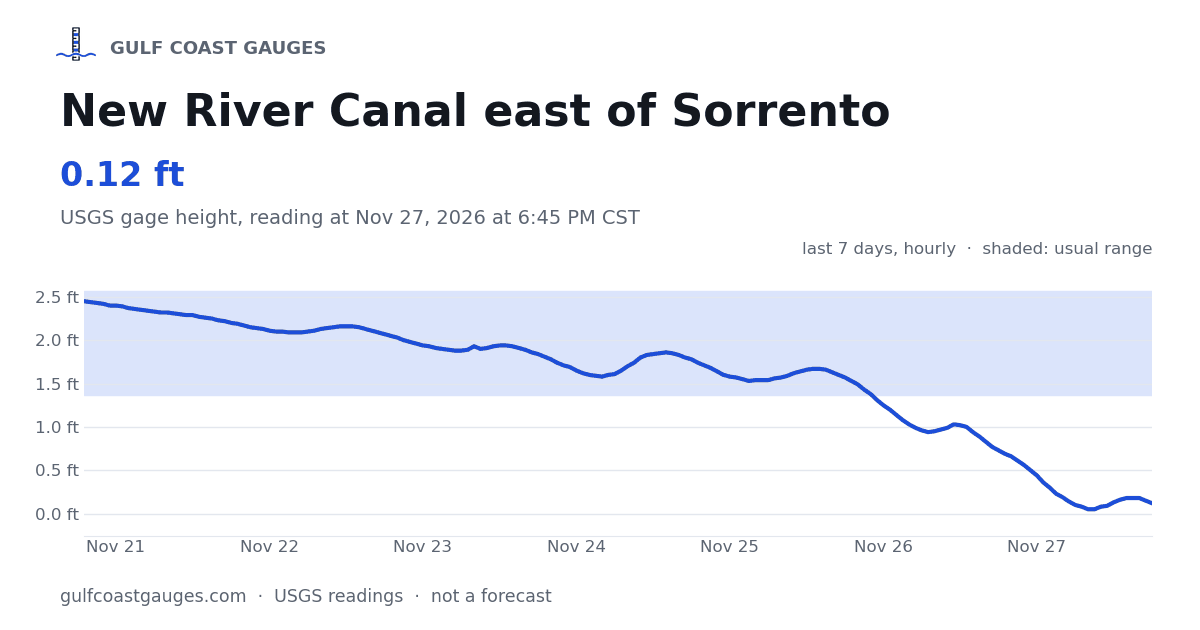 GULF COAST GAUGES
New River Canal east of Sorrento
0.12 ft
USGS gage height, reading at Nov 27, 2026 at 6:45 PM CST
last 7 days, hourly · shaded: usual range
2.5 ft
2.0 ft
1.5 ft
1.0 ft
0.5 ft
0.0 ft
Nov 21 Nov 22 Nov 23 Nov 24 Nov 25 Nov 26 Nov 27
gulfcoastgauges.com · USGS readings · not a forecast